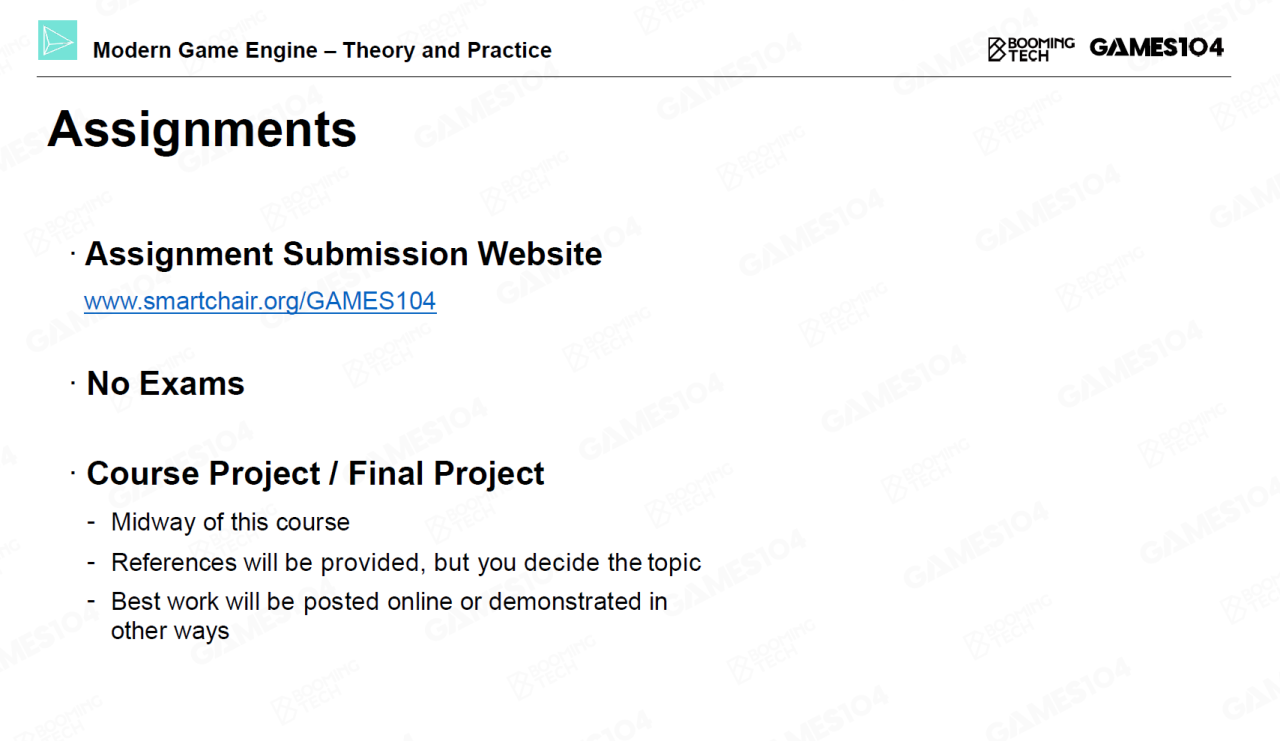 Modern Game Engine – Theory and Practice
BOOMING TECH
GAMES104
Assignments
· Assignment Submission Website
www.smartchair.org/GAMES104
· No Exams
· Course Project / Final Project
- Midway of this course
- References will be provided, but you decide the topic
- Best work will be posted online or demonstrated in
other ways